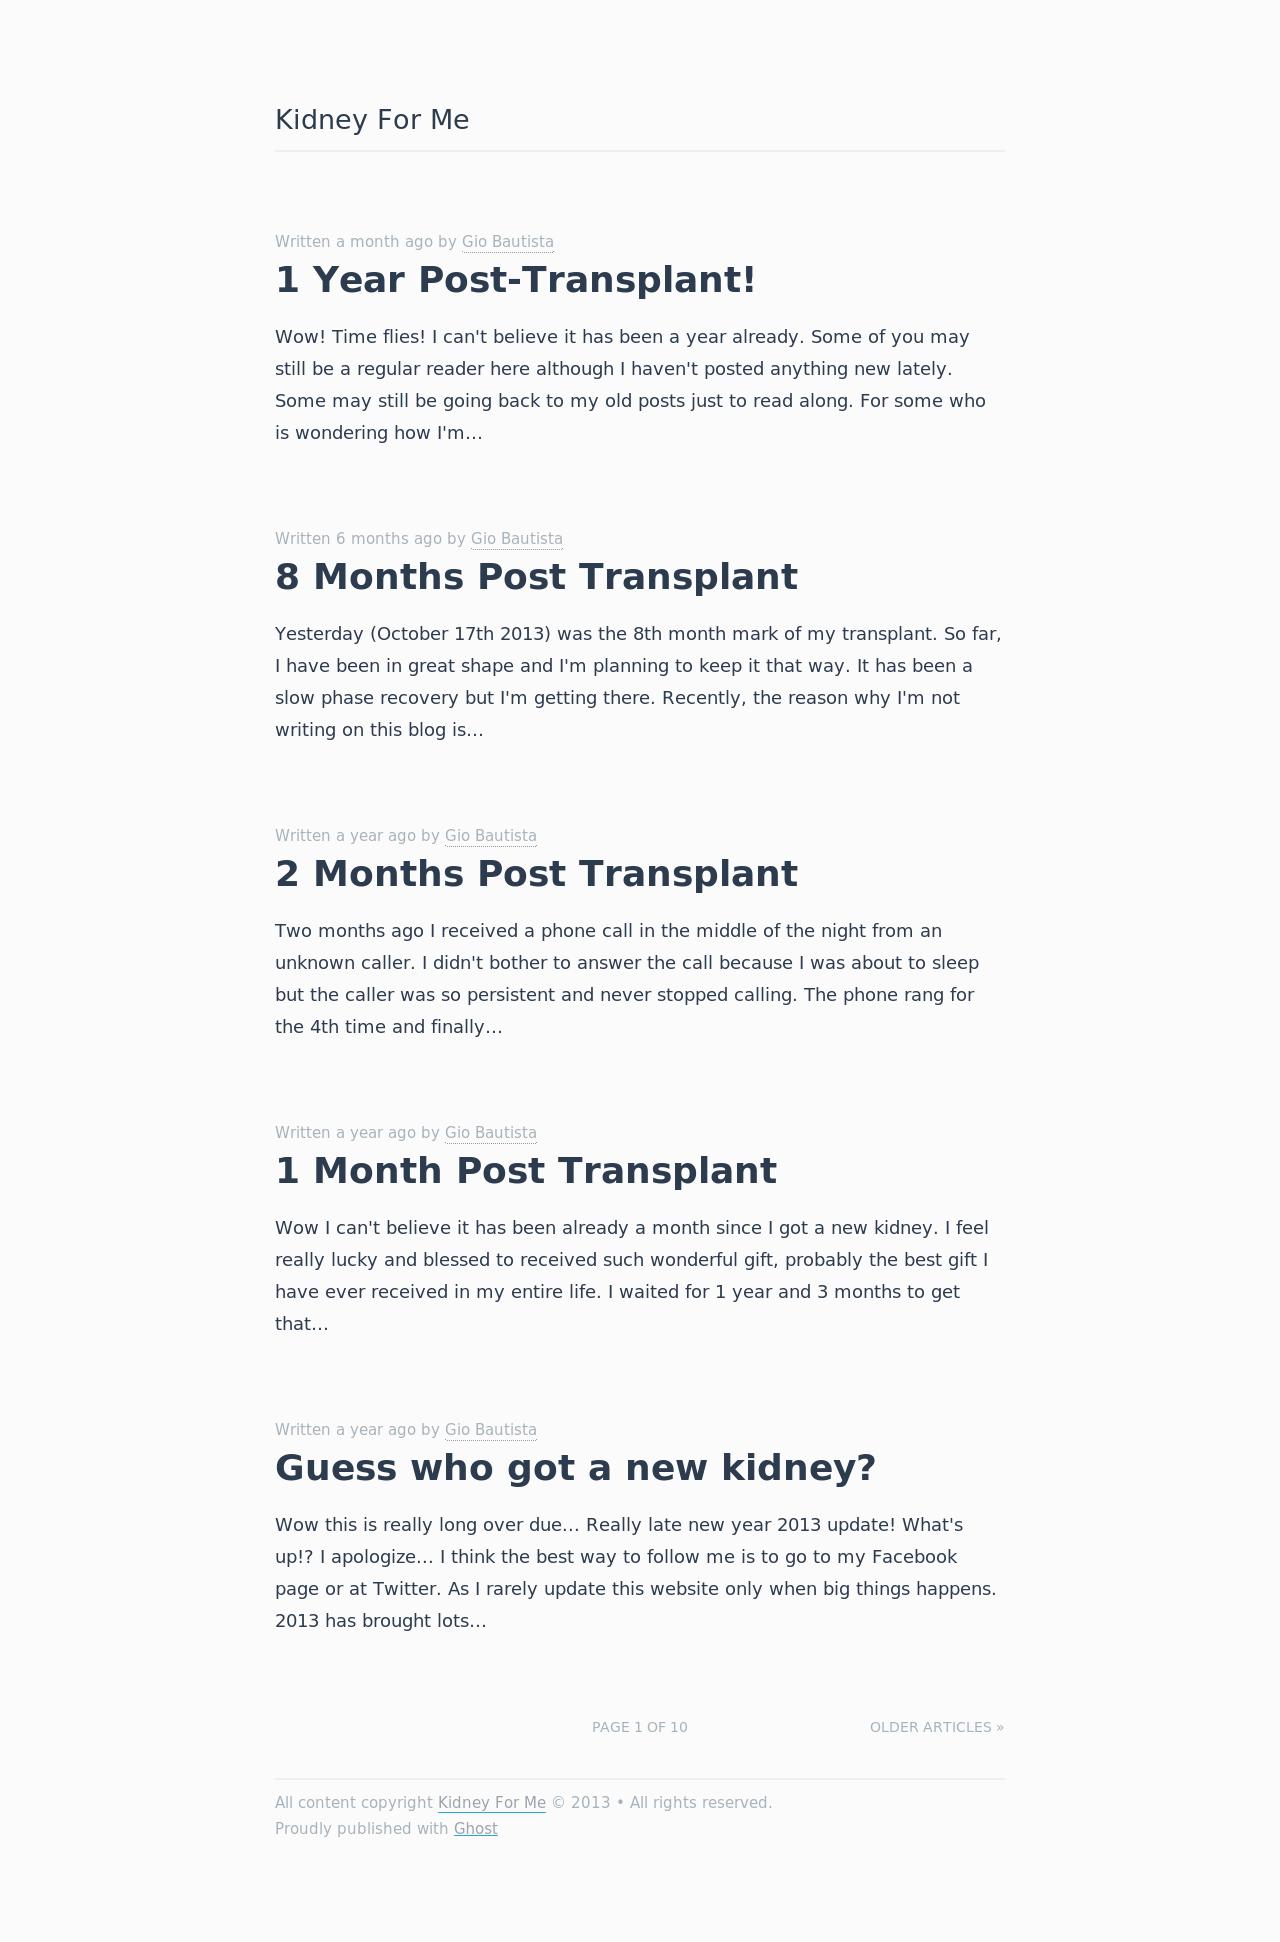 Kidney For Me
Written a month ago by Gio Bautista
1 Year Post-Transplant!
Wow! Time flies! I can't believe it has been a year already. Some of you may
still be a regular reader here although I haven't posted anything new lately.
Some may still be going back to my old posts just to read along. For some who
is wondering how I'm…
Written 6 months ago by Gio Bautista
8 Months Post Transplant
Yesterday (October 17th 2013) was the 8th month mark of my transplant. So far,
I have been in great shape and I'm planning to keep it that way. It has been a
slow phase recovery but I'm getting there. Recently, the reason why I'm not
writing on this blog is…
Written a year ago by Gio Bautista
2 Months Post Transplant
Two months ago I received a phone call in the middle of the night from an
unknown caller. I didn't bother to answer the call because I was about to sleep
but the caller was so persistent and never stopped calling. The phone rang for
the 4th time and finally…
Written a year ago by Gio Bautista
1 Month Post Transplant
Wow I can't believe it has been already a month since I got a new kidney. I feel
really lucky and blessed to received such wonderful gift, probably the best gift I
have ever received in my entire life. I waited for 1 year and 3 months to get
that…
Written a year ago by Gio Bautista
Guess who got a new kidney?
Wow this is really long over due… Really late new year 2013 update! What's
up!? I apologize… I think the best way to follow me is to go to my Facebook
page or at Twitter. As I rarely update this website only when big things happens.
2013 has brought lots…
PAGE 1 OF 10
OLDER ARTICLES »
All content copyright Kidney For Me © 2013 • All rights reserved.
Proudly published with Ghost